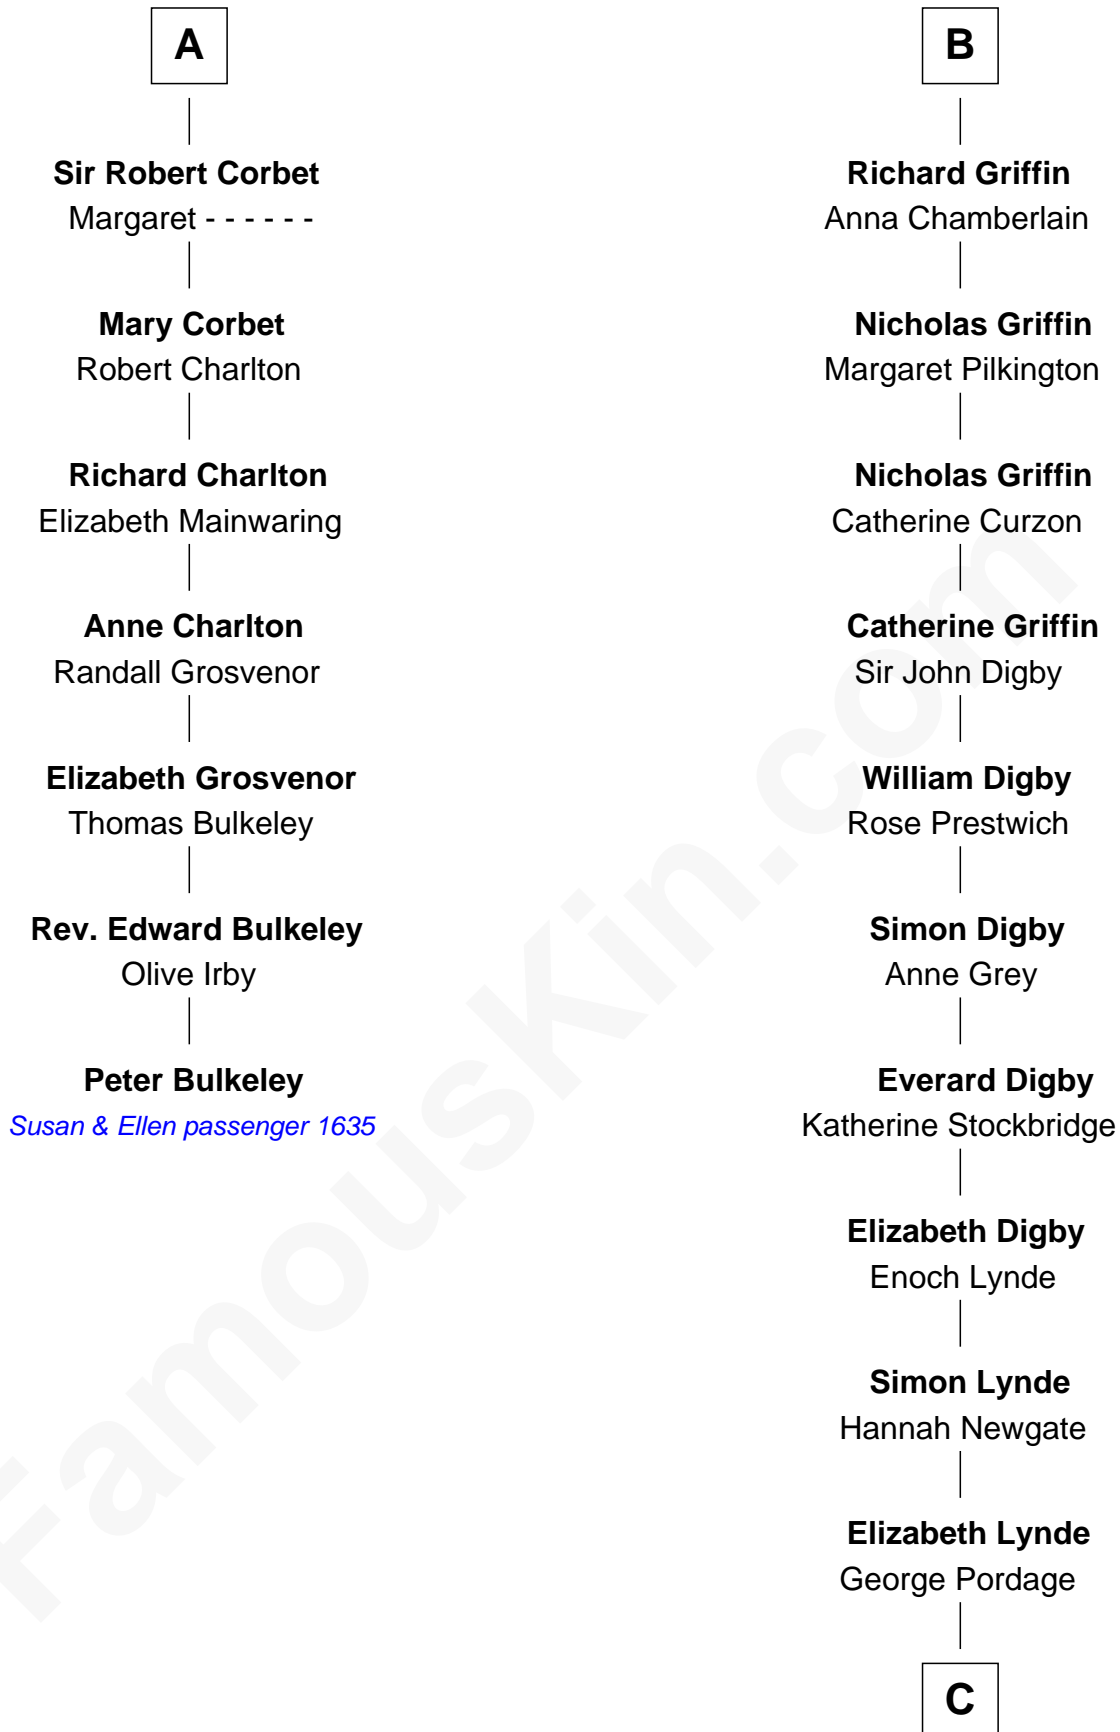 A
Sir Robert Corbet
Margaret - - - - - -
Mary Corbet
Robert Charlton
Richard Charlton
Elizabeth Mainwaring
Anne Charlton
Randall Grosvenor
Elizabeth Grosvenor
Thomas Bulkeley
Rev. Edward Bulkeley
Olive Irby
Peter Bulkeley
Susan & Ellen passenger 1635
B
Richard Griffin
Anna Chamberlain
Nicholas Griffin
Margaret Pilkington
Nicholas Griffin
Catherine Curzon
Catherine Griffin
Sir John Digby
William Digby
Rose Prestwich
Simon Digby
Anne Grey
Everard Digby
Katherine Stockbridge
Elizabeth Digby
Enoch Lynde
Simon Lynde
Hannah Newgate
Elizabeth Lynde
George Pordage
C
FamousKin.com